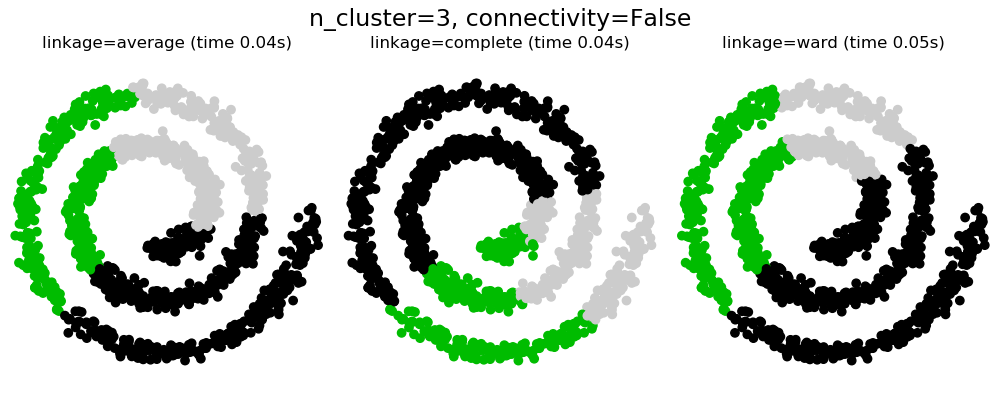 n_cluster=3, connectivity=False
linkage=average (time 0.04s)
linkage=complete (time 0.04s)
linkage=ward (time 0.05s)